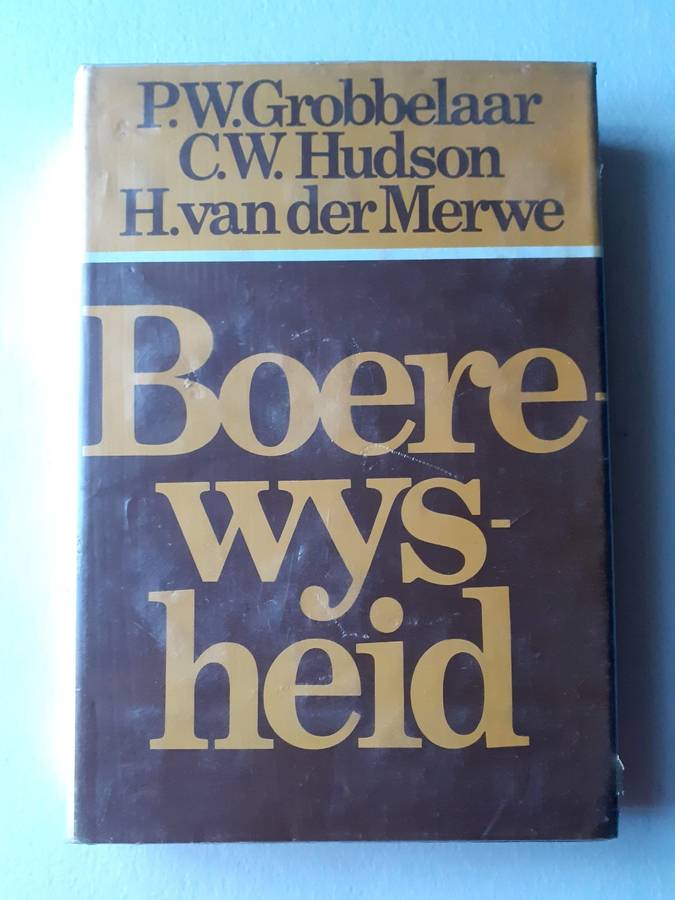 P.W.Grobbelaar
C.W. Hudson
H.van der Merwe
Boere-
wys-
heid